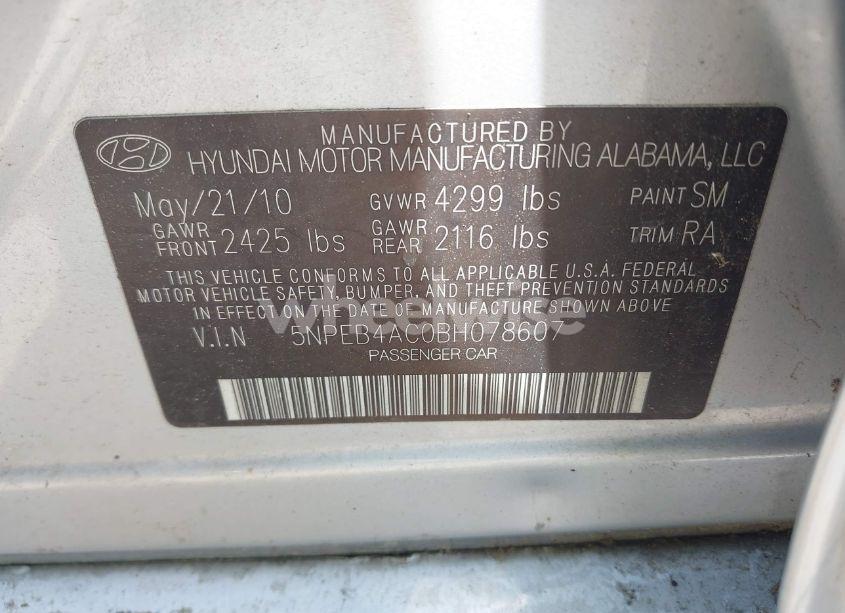 MANUFACTURED BY
HYUNDAI MOTOR MANUFACTURING ALABAMA, LLC
May/21/10 GVWR 4299 lbs PAINT SM
GAWR FRONT 2425 lbs GAWR REAR 2116 lbs TRIM RA
THIS VEHICLE CONFORMS TO ALL APPLICABLE U.S.A. FEDERAL
MOTOR VEHICLE SAFETY, BUMPER, AND THEFT PREVENTION STANDARDS
IN EFFECT ON THE DATE OF MANUFACTURE SHOWN ABOVE
wheelwise
V.I.N 5NPEB4AC0BH078607
PASSENGER CAR